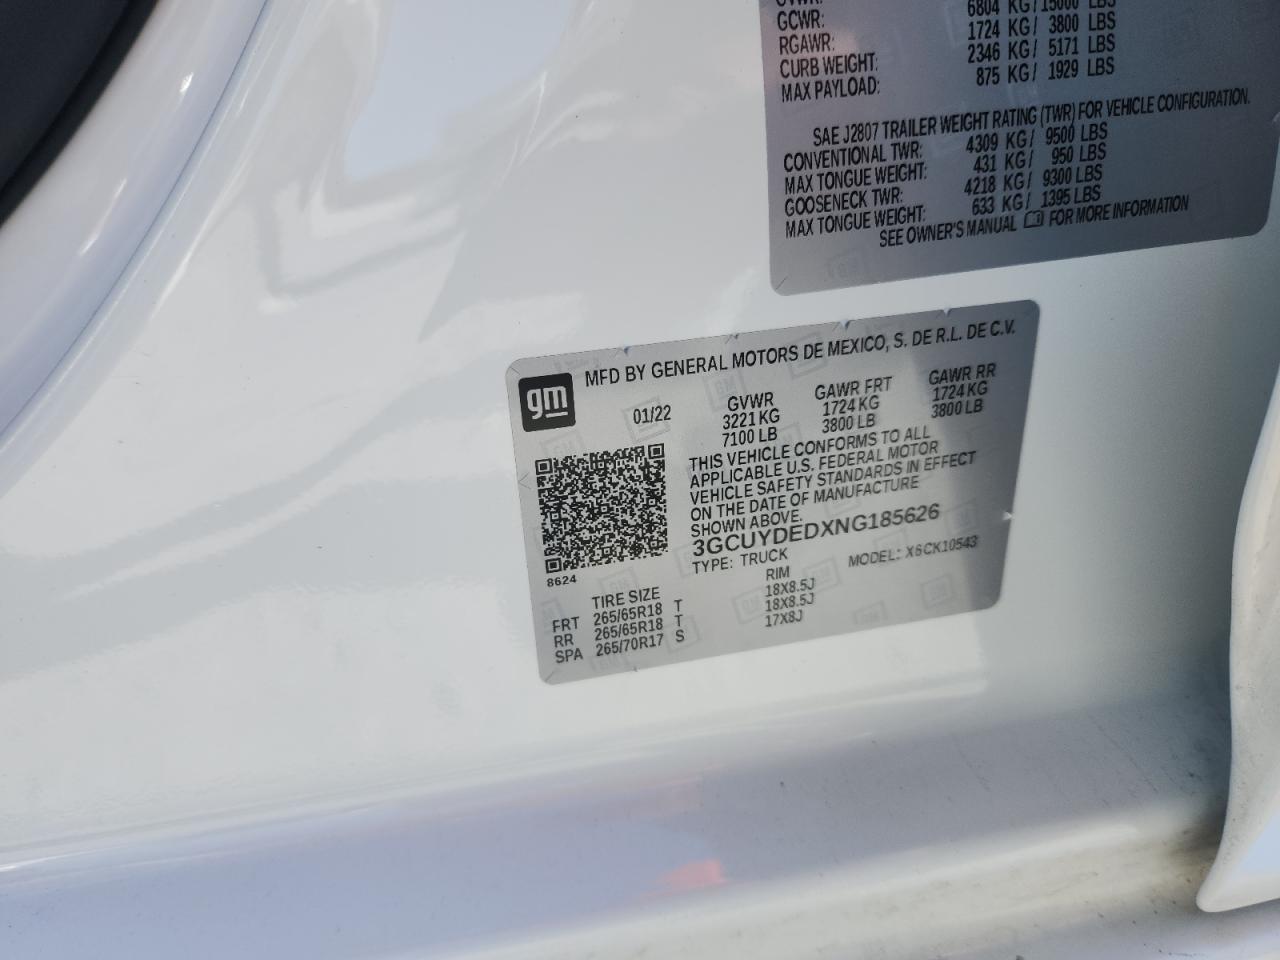 GVWR:
GCWR: 6804 KG/ 15000 LBS
RGAWR: 1724 KG/ 3800 LBS
CURB WEIGHT: 2346 KG/ 5171 LBS
MAX PAYLOAD: 875 KG/ 1929 LBS
SAE J2807 TRAILER WEIGHT RATING (TWR) FOR VEHICLE CONFIGURATION.
CONVENTIONAL TWR: 4309 KG/ 9500 LBS
MAX TONGUE WEIGHT: 431 KG/ 950 LBS
GOOSENECK TWR: 4218 KG/ 9300 LBS
MAX TONGUE WEIGHT: 633 KG/ 1395 LBS
SEE OWNER'S MANUAL FOR MORE INFORMATION
gm
MFD BY GENERAL MOTORS DE MEXICO, S. DE R.L. DE C.V.
01/22 GVWR GAWR FRT GAWR RR
3221 KG 1724 KG 1724 KG
7100 LB 3800 LB 3800 LB
THIS VEHICLE CONFORMS TO ALL
APPLICABLE U.S. FEDERAL MOTOR
VEHICLE SAFETY STANDARDS IN EFFECT
ON THE DATE OF MANUFACTURE
SHOWN ABOVE.
3GCUYDEDXNG185626
TYPE: TRUCK MODEL: X6CK10543
8624
TIRE SIZE RIM
FRT 265/65R18 T 18X8.5J
RR 265/65R18 T 18X8.5J
SPA 265/70R17 S 17X8J